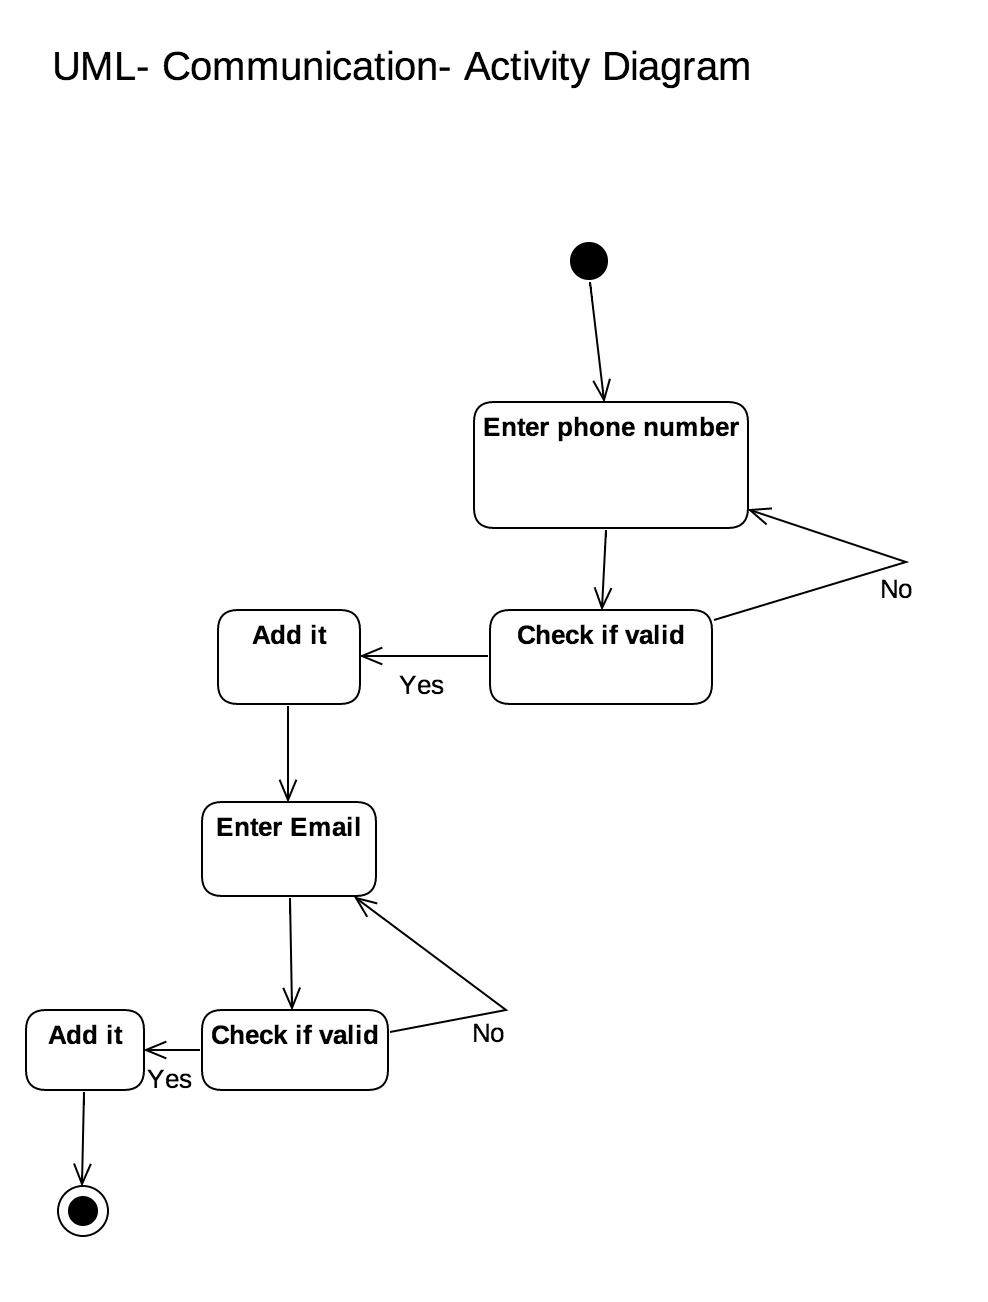 UML- Communication- Activity Diagram
Enter phone number
No
Add it
Check if valid
Yes
Enter Email
Add it
Check if valid
No
Yes